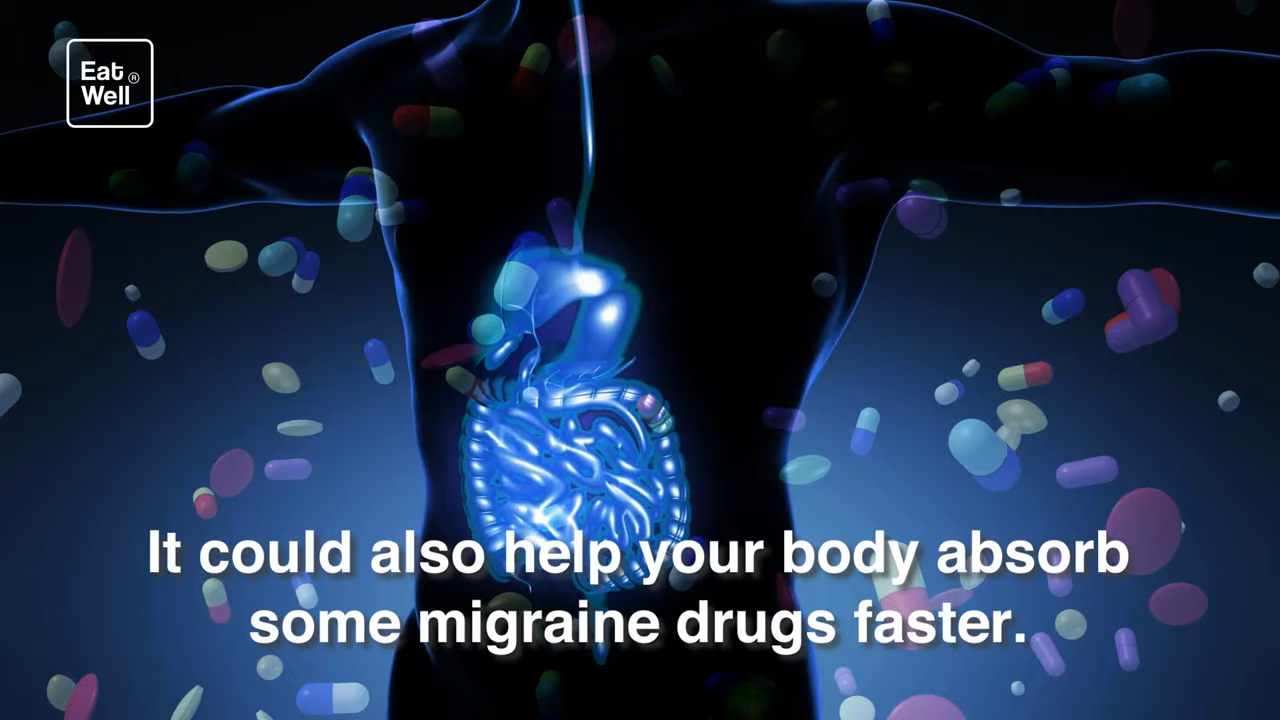 Eat ®
Well
It could also help your body absorb
some migraine drugs faster.